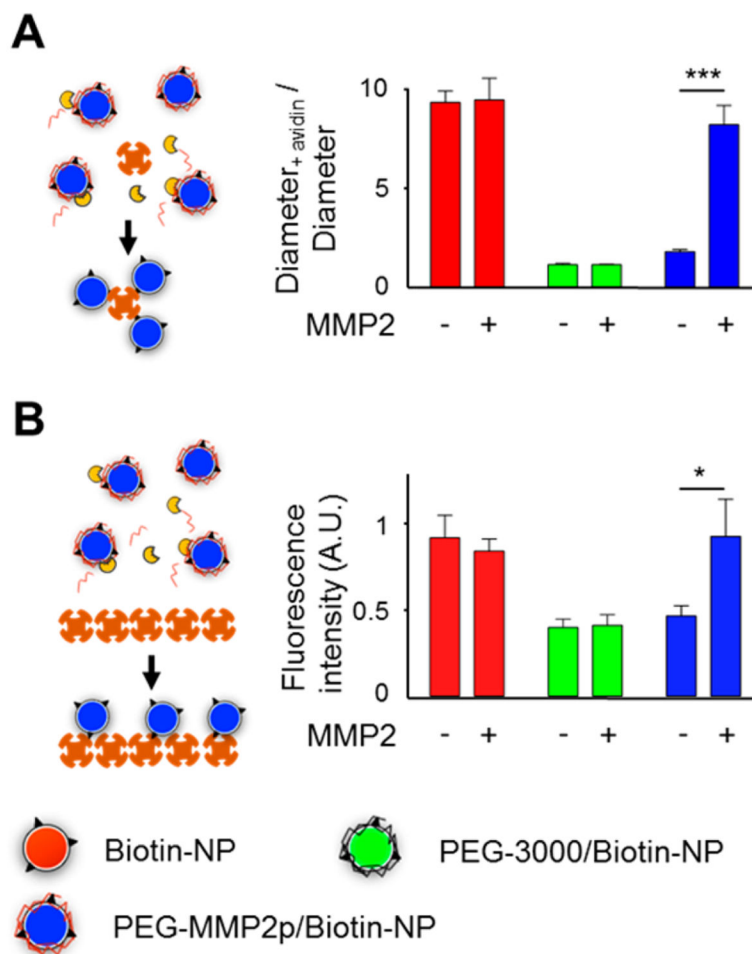 A
Diameter+ avidin /
Diameter
10
5
0
***
MMP2 - + - + - +
B
Fluorescence
intensity (A.U.)
1
0.5
0
*
MMP2 - + - + - +
Biotin-NP
PEG-3000/Biotin-NP
PEG-MMP2p/Biotin-NP